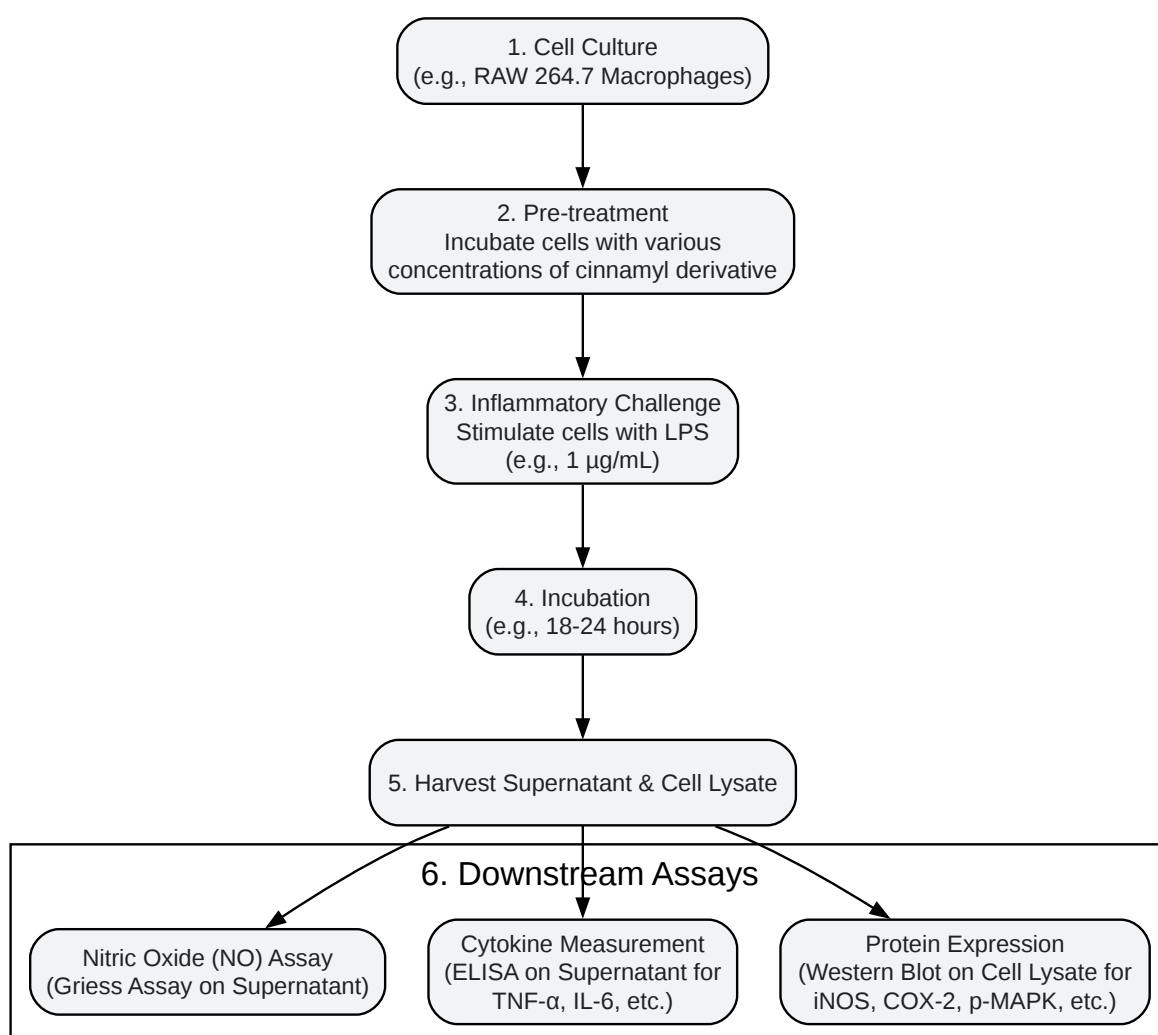 1. Cell Culture
(e.g., RAW 264.7 Macrophages)
2. Pre-treatment
Incubate cells with various
concentrations of cinnamyl derivative
3. Inflammatory Challenge
Stimulate cells with LPS
(e.g., 1 µg/mL)
4. Incubation
(e.g., 18-24 hours)
5. Harvest Supernatant & Cell Lysate
6. Downstream Assays
Nitric Oxide (NO) Assay
(Griess Assay on Supernatant)
Cytokine Measurement
(ELISA on Supernatant for
TNF-α, IL-6, etc.)
Protein Expression
(Western Blot on Cell Lysate for
iNOS, COX-2, p-MAPK, etc.)